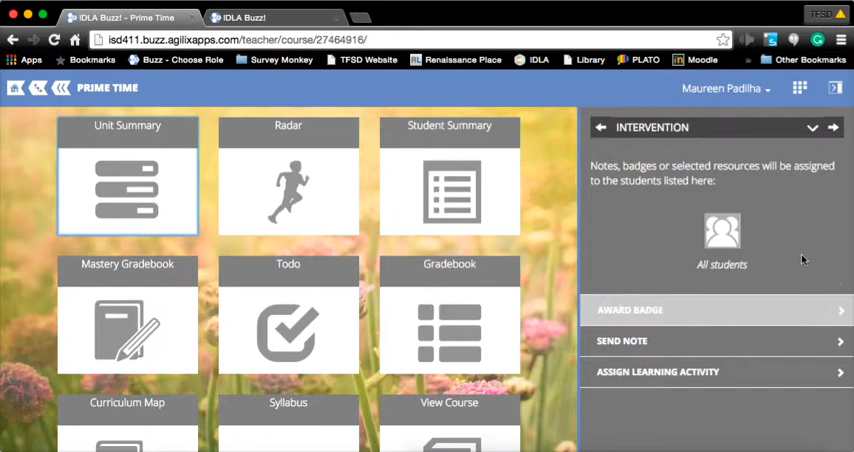 IDLA Buzz! - Prime Time
IDLA Buzz!
TFSD
isd411.buzz.agilixapps.com/teacher/course/27464916/
Apps
Bookmarks
Buzz - Choose Role
Survey Monkey
TFSD Website
RL Renaissance Place
IDLA
Library
PLATO
Moodle
»
Other Bookmarks
PRIME TIME
Maureen Padilha
Unit Summary
Radar
Student Summary
Mastery Gradebook
Todo
Gradebook
Curriculum Map
Syllabus
View Course
INTERVENTION
Notes, badges or selected resources will be assigned
to the students listed here:
All students
AWARD BADGE
SEND NOTE
ASSIGN LEARNING ACTIVITY